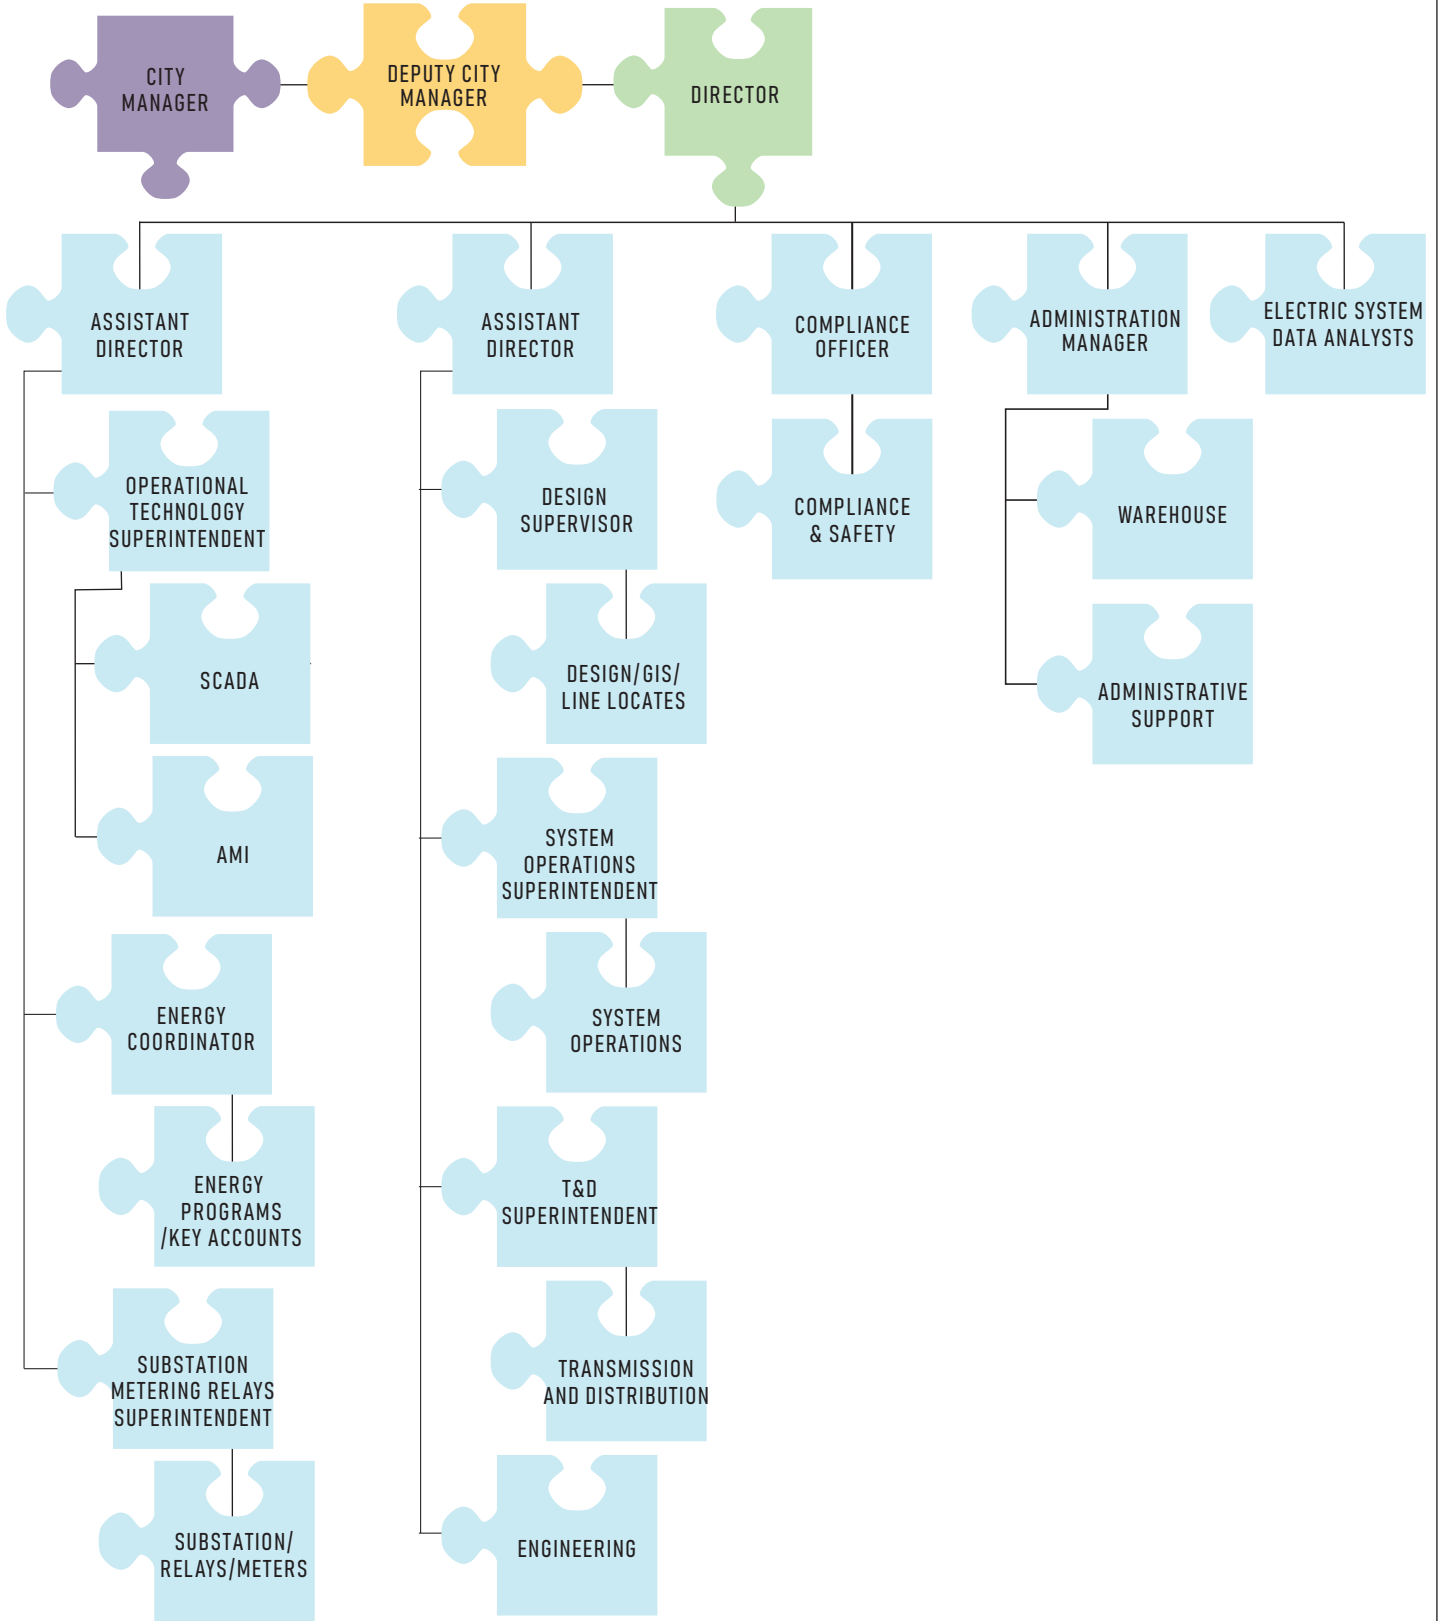 CITY
MANAGER
DEPUTY CITY
MANAGER
DIRECTOR
ASSISTANT
DIRECTOR
OPERATIONAL
TECHNOLOGY
SUPERINTENDENT
SCADA
AMI
ENERGY
COORDINATOR
ENERGY
PROGRAMS
/KEY ACCOUNTS
SUBSTATION
METERING RELAYS
SUPERINTENDENT
SUBSTATION/
RELAYS/METERS
ASSISTANT
DIRECTOR
DESIGN
SUPERVISOR
DESIGN/GIS/
LINE LOCATES
SYSTEM
OPERATIONS
SUPERINTENDENT
SYSTEM
OPERATIONS
T&D
SUPERINTENDENT
TRANSMISSION
AND DISTRIBUTION
ENGINEERING
COMPLIANCE
OFFICER
COMPLIANCE
& SAFETY
ADMINISTRATION
MANAGER
WAREHOUSE
ADMINISTRATIVE
SUPPORT
ELECTRIC SYSTEM
DATA ANALYSTS